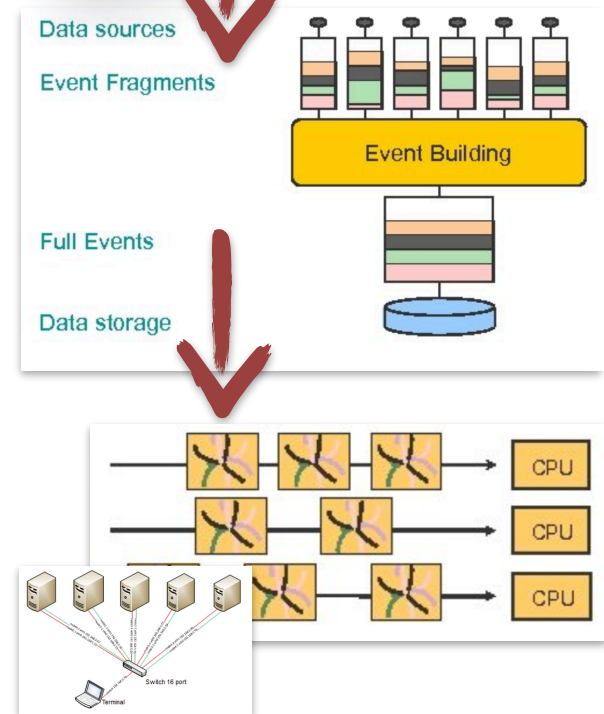 Data sources
Event Fragments
Event Building
Full Events
Data storage
CPU
CPU
CPU
Switch 16 port
Terminal